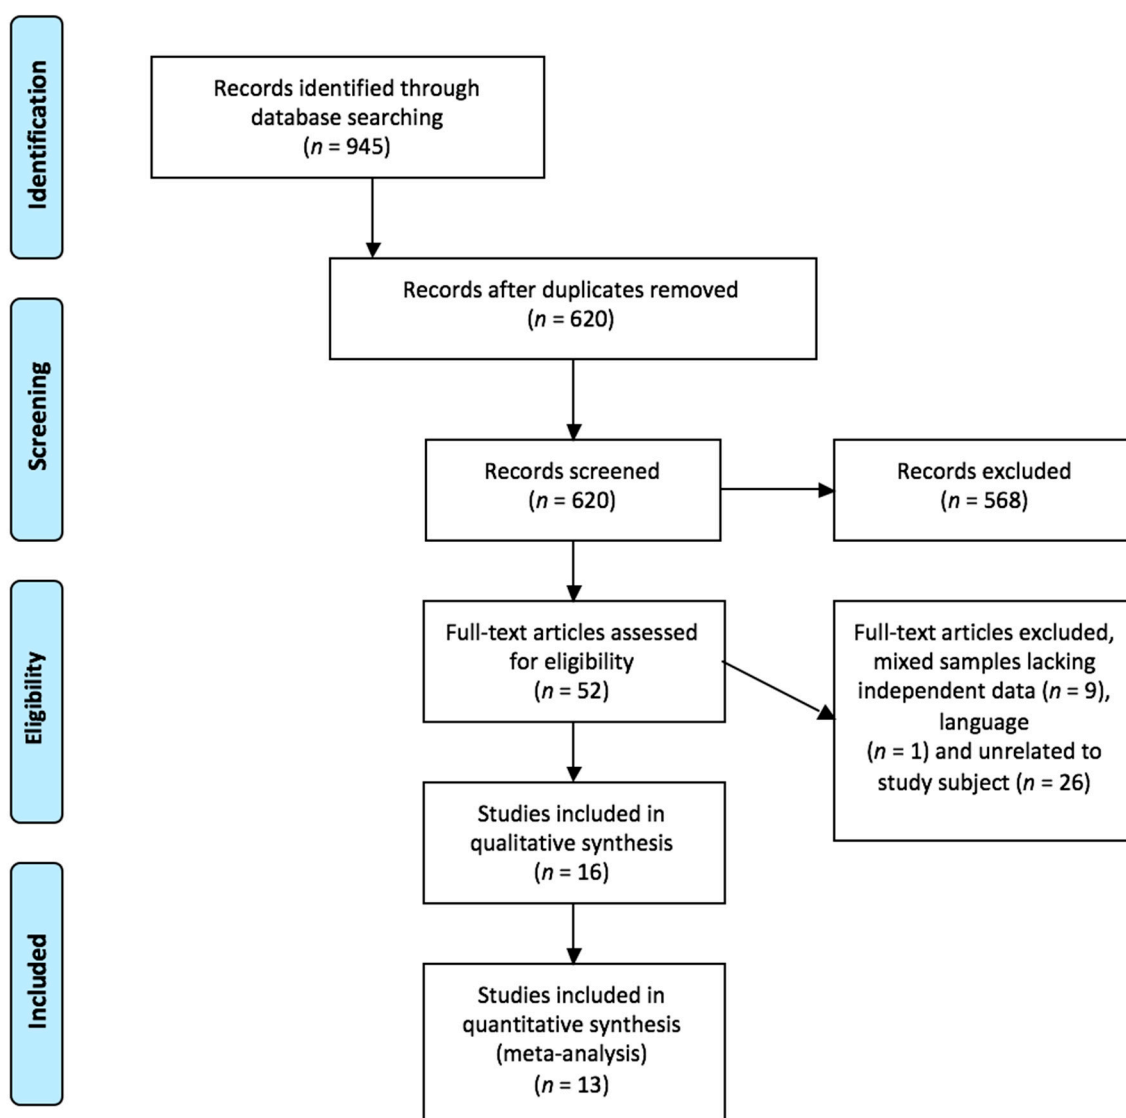 Identification
Records identified through
database searching
(n = 945)
Records after duplicates removed
(n = 620)
Screening
Records screened
(n = 620)
Records excluded
(n = 568)
Eligibility
Full-text articles assessed
for eligibility
(n = 52)
Full-text articles excluded,
mixed samples lacking
independent data (n = 9),
language
(n = 1) and unrelated to
study subject (n = 26)
Studies included in
qualitative synthesis
(n = 16)
Included
Studies included in
quantitative synthesis
(meta-analysis)
(n = 13)